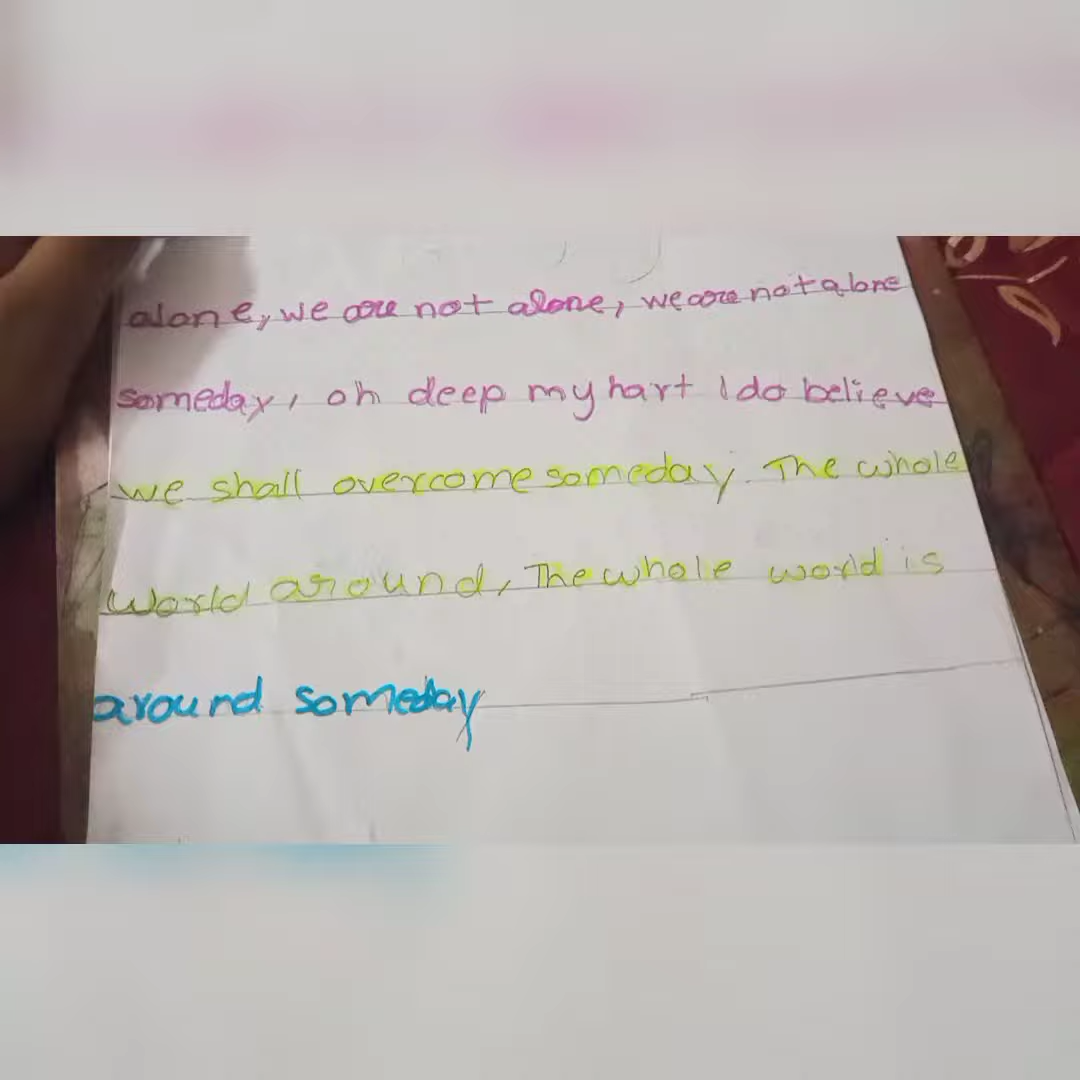 alone, we are not alone, we are not alone
someday, oh deep my hart I do believe
we shall overcome someday. The whole
world around, The whole world is
around someday